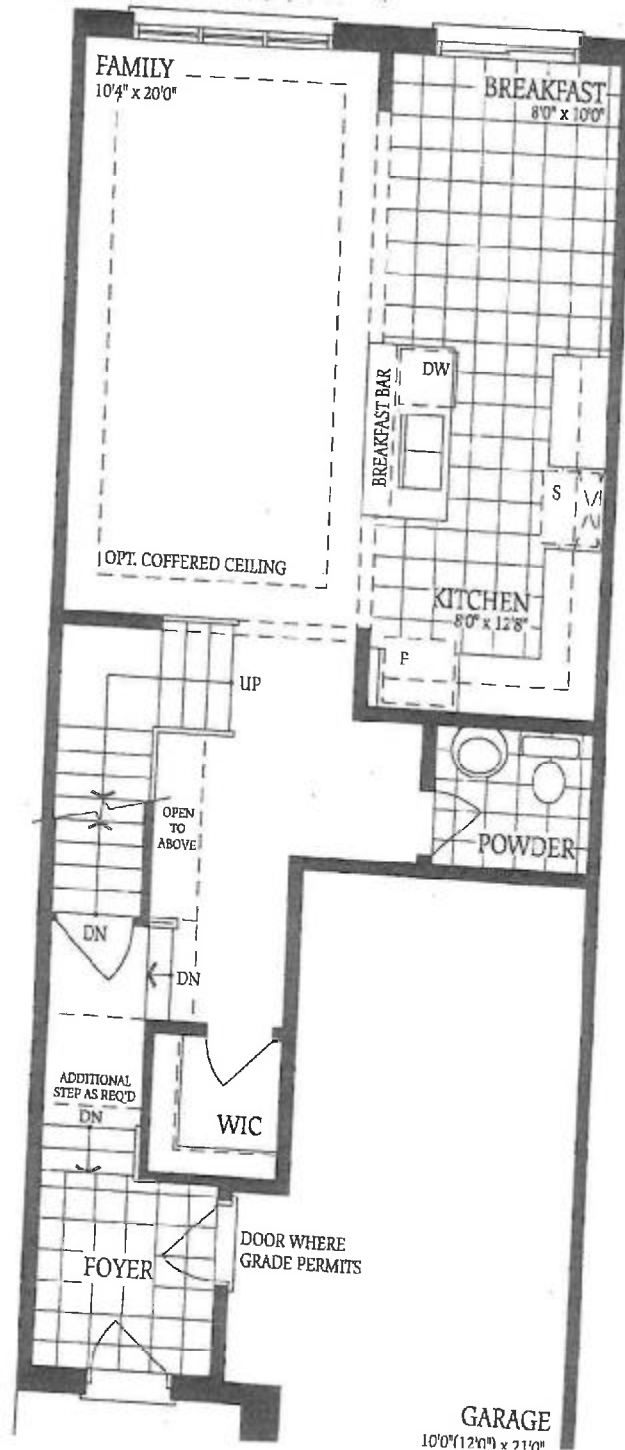 FAMILY
10'4" x 20'0"
BREAKFAST
8'0" x 10'0"
BREAKFAST BAR
DW
S
OPT. COFFERED CEILING
KITCHEN
8'0" x 12'8"
F
UP
OPEN
TO
ABOVE
POWDER
DN
DN
ADDITIONAL
STEP AS REQ'D
DN
WIC
DOOR WHERE
GRADE PERMITS
FOYER
GARAGE
10'0"(12'0") x 21'0"